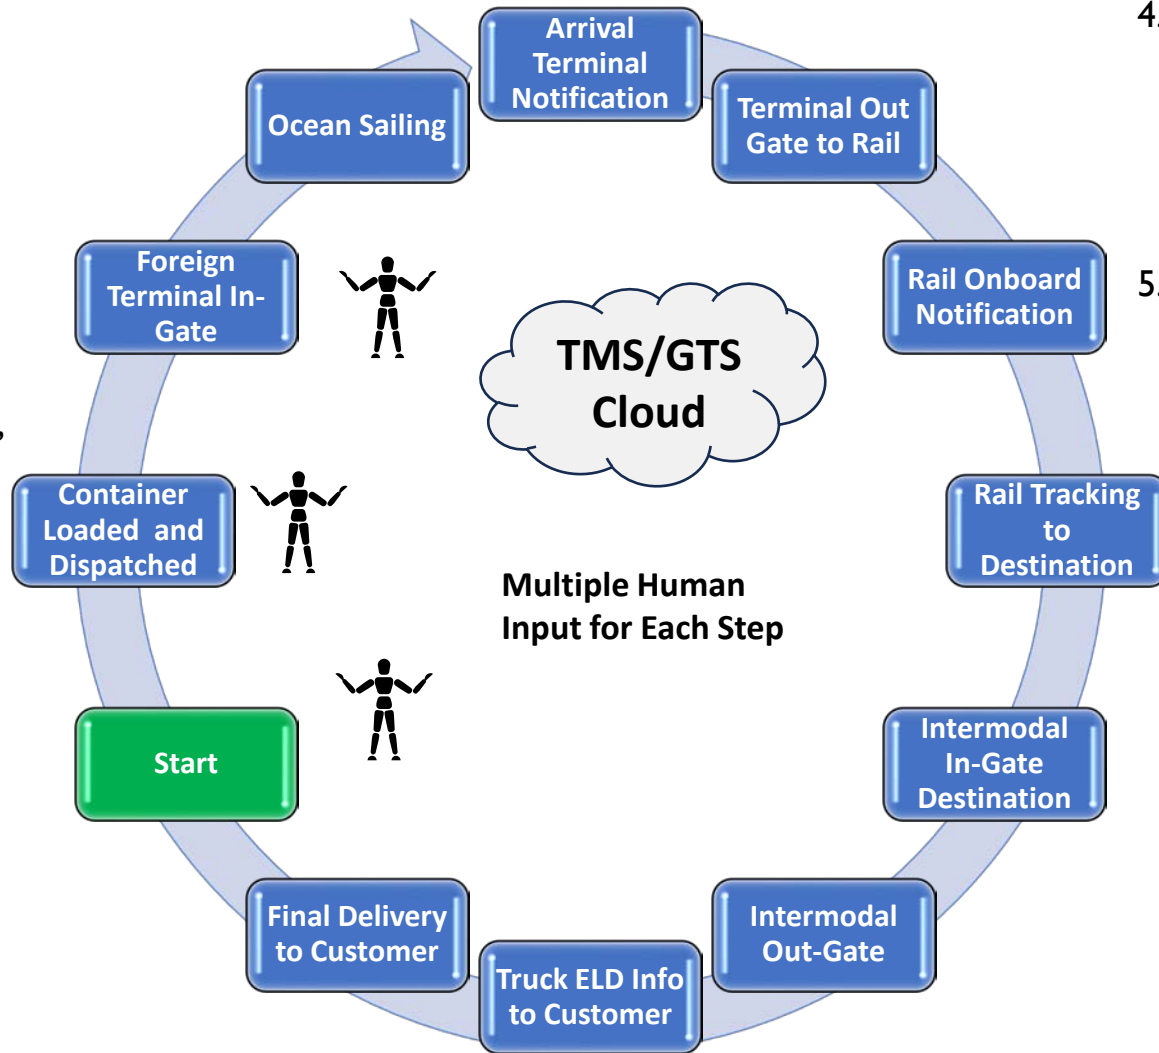 4.
Arrival
Terminal
Notification
Terminal Out
Gate to Rail
Rail Onboard
Notification
5.
Rail Tracking
to
Destination
Intermodal
In-Gate
Destination
Intermodal
Out-Gate
Truck ELD Info
to Customer
Final Delivery
to Customer
Start
,
Container
Loaded and
Dispatched
Foreign
Terminal In-
Gate
Ocean Sailing
TMS/GTS
Cloud
Multiple Human
Input for Each Step